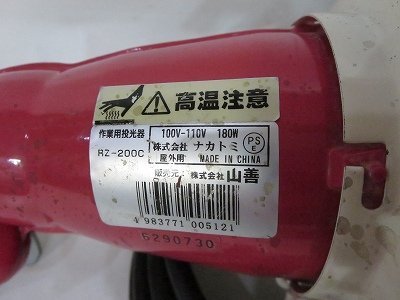 高温注意
作業用投光器
RZ-200C
100V-110V 180W
株式会社 ナカトミ
屋外用 MADE IN CHINA
PS
E
販売元: 株式会社 山善
4 983771 005121
6290730